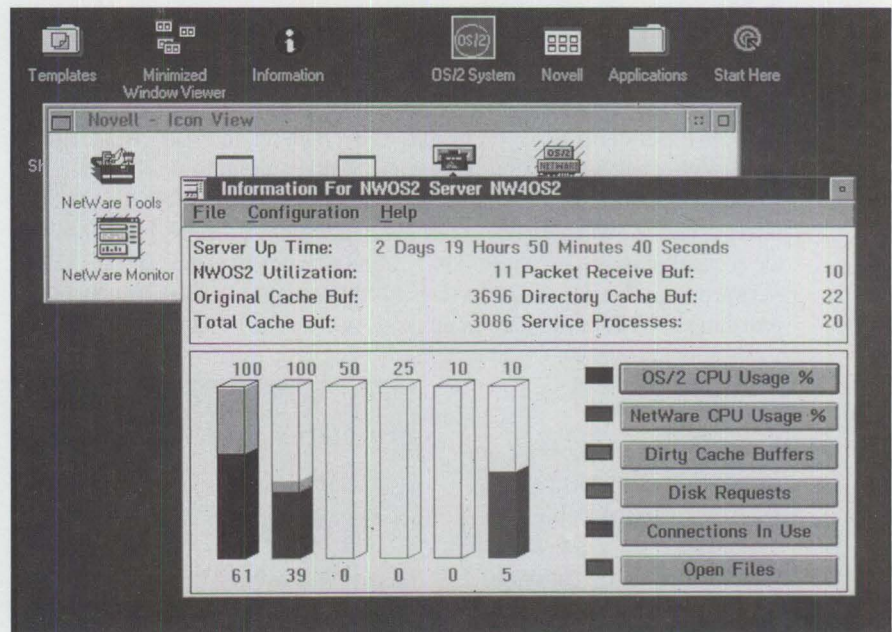 Templates
Minimized
Window Viewer
Information
OS/2
OS/2 System
Novell
Applications
Start Here
Novell - Icon View
NetWare Tools
OS/2
NETWARE
NetWare Monitor
Information For NWOS2 Server NW4OS2
File Configuration Help
Server Up Time: 2 Days 19 Hours 50 Minutes 40 Seconds
NWOS2 Utilization: 11 Packet Receive Buf: 10
Original Cache Buf: 3696 Directory Cache Buf: 22
Total Cache Buf: 3086 Service Processes: 20
100 100 50 25 10 10
61 39 0 0 0 5
OS/2 CPU Usage %
NetWare CPU Usage %
Dirty Cache Buffers
Disk Requests
Connections In Use
Open Files